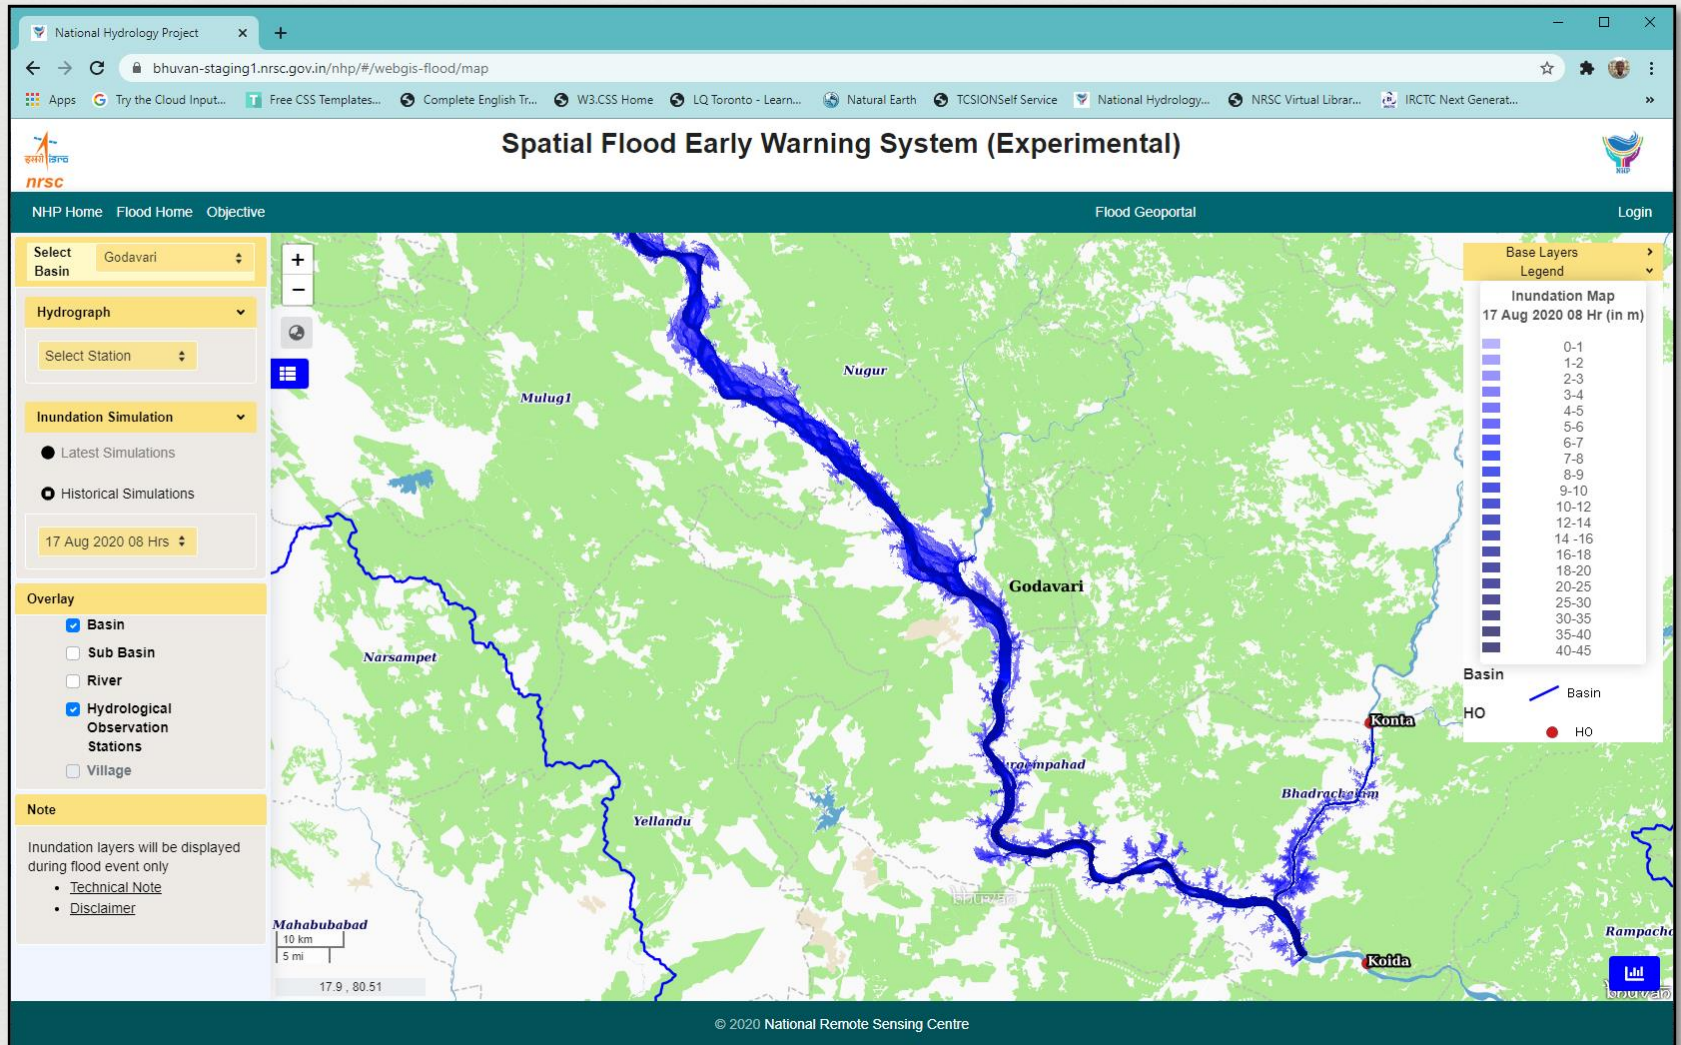 National Hydrology Project
bhuvan-staging1.nrsc.gov.in/nhp/#/webgis-flood/map
Apps
Try the Cloud Input...
Free CSS Templates...
Complete English Tr...
W3.CSS Home
LQ Toronto - Learn...
Natural Earth
TCSIONSelf Service
National Hydrology...
NRSC Virtual Librar...
IRCTC Next Generat...
»
इसरो isro
nrsc
Spatial Flood Early Warning System (Experimental)
NHP
NHP Home Flood Home Objective
Flood Geoportal
Login
Select
Basin
Godavari
Hydrograph
Select Station
Inundation Simulation
Latest Simulations
Historical Simulations
17 Aug 2020 08 Hrs
Overlay
Basin
Sub Basin
River
Hydrological
Observation
Stations
Village
Note
Inundation layers will be displayed
during flood event only
• Technical Note
• Disclaimer
+
−
Nugur
Mulug1
Godavari
Narsampet
Konta
Bhadrachalam
Yellandu
Koida
Mahabubabad
10 km
5 mi
17.9 , 80.51
Base Layers
Legend
Inundation Map
17 Aug 2020 08 Hr (in m)
0-1
1-2
2-3
3-4
4-5
5-6
6-7
7-8
8-9
9-10
10-12
12-14
14 -16
16-18
18-20
20-25
25-30
30-35
35-40
40-45
Basin
Basin
HO
HO
© 2020 National Remote Sensing Centre